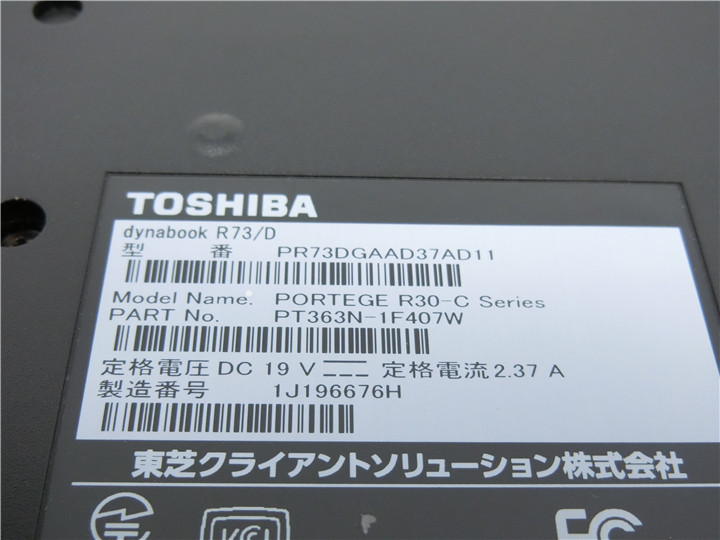 TOSHIBA
dynabook R73/D
型 番 PR73DGAAD37AD11
Model Name: PORTEGE R30-C Series
PART No. PT363N-1F407W
定格電圧 DC 19 V 定格電流 2.37 A
製造番号 1J196676H
東芝クライアントソリューション株式会社
VCCI
FC